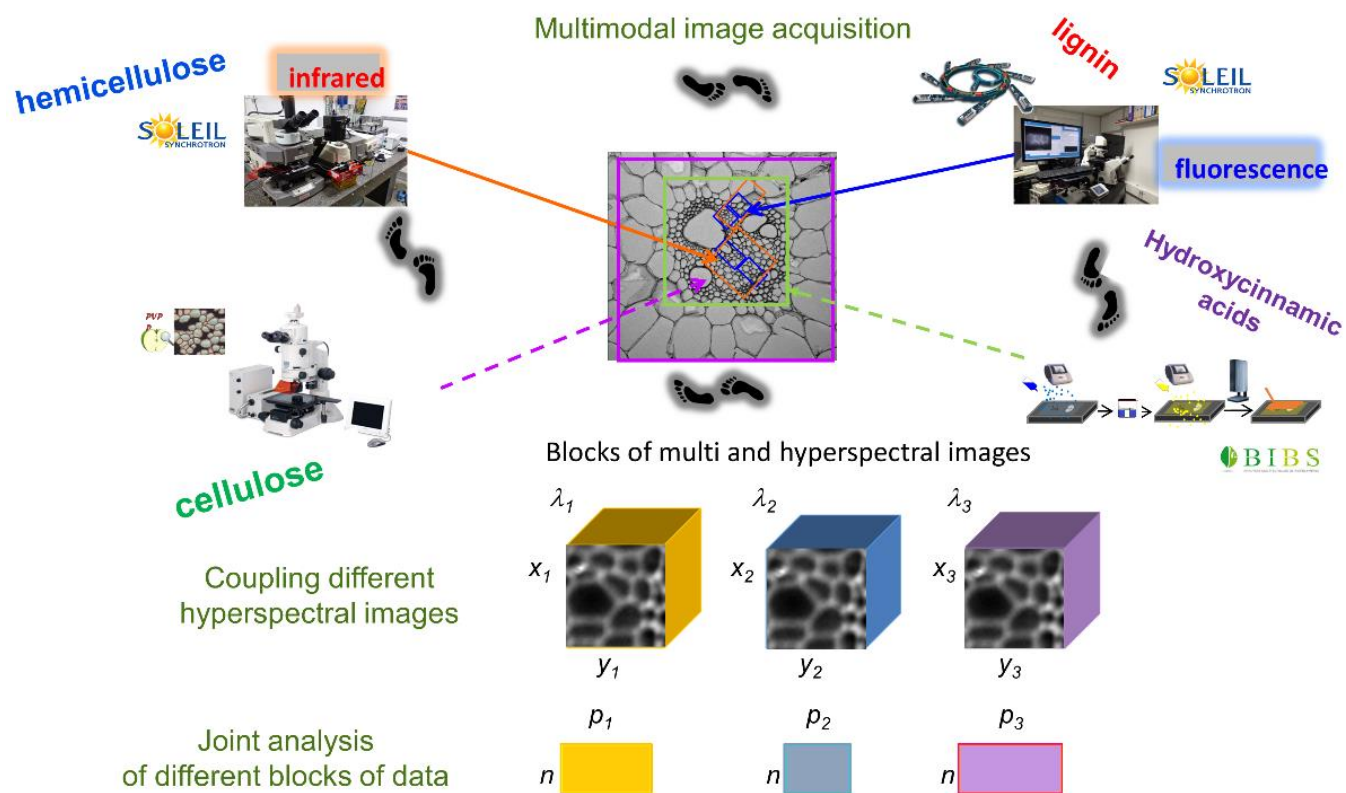 Multimodal image acquisition
hemicellulose
infrared
SOLEIL
SYNCHROTRON
lignin
SOLEIL
SYNCHROTRON
fluorescence
Hydroxycinnamic
acids
PVP
cellulose
BIBS
Blocks of multi and hyperspectral images
Coupling different
hyperspectral images
λ1 λ2 λ3
x1 x2 x3
y1 y2 y3
Joint analysis
of different blocks of data
p1 p2 p3
n n n